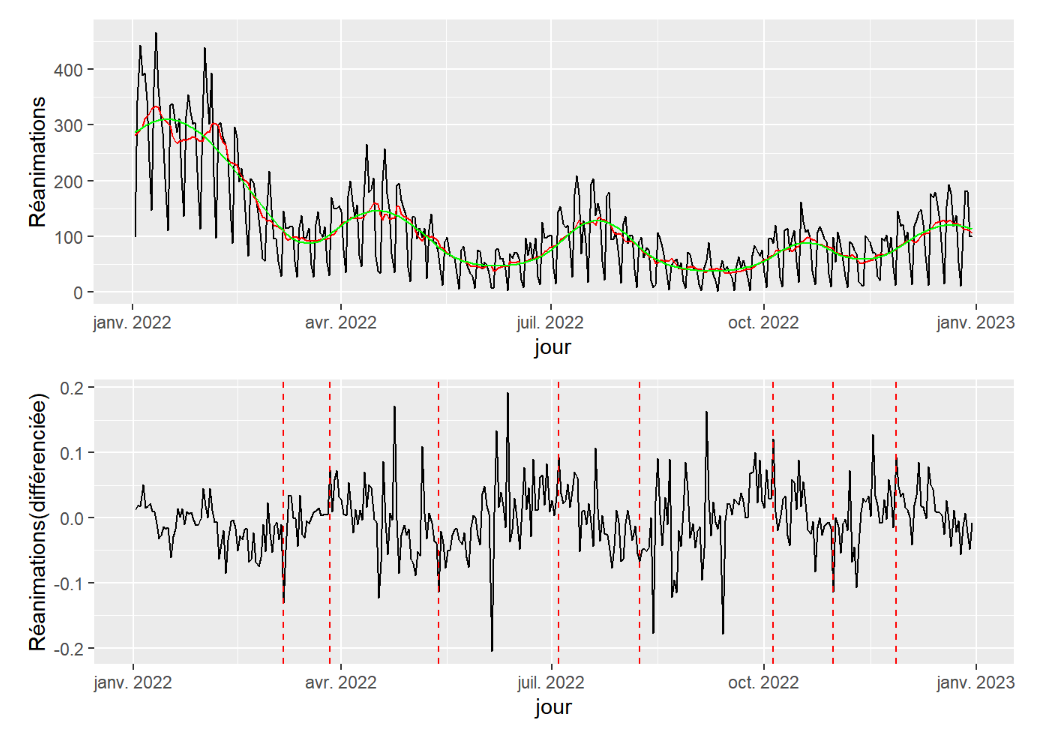 Réanimations
400
300
200
100
0
janv. 2022 avr. 2022 juil. 2022 oct. 2022 janv. 2023
jour
Réanimations(différenciée)
0.2
0.1
0.0
-0.1
-0.2
janv. 2022 avr. 2022 juil. 2022 oct. 2022 janv. 2023
jour